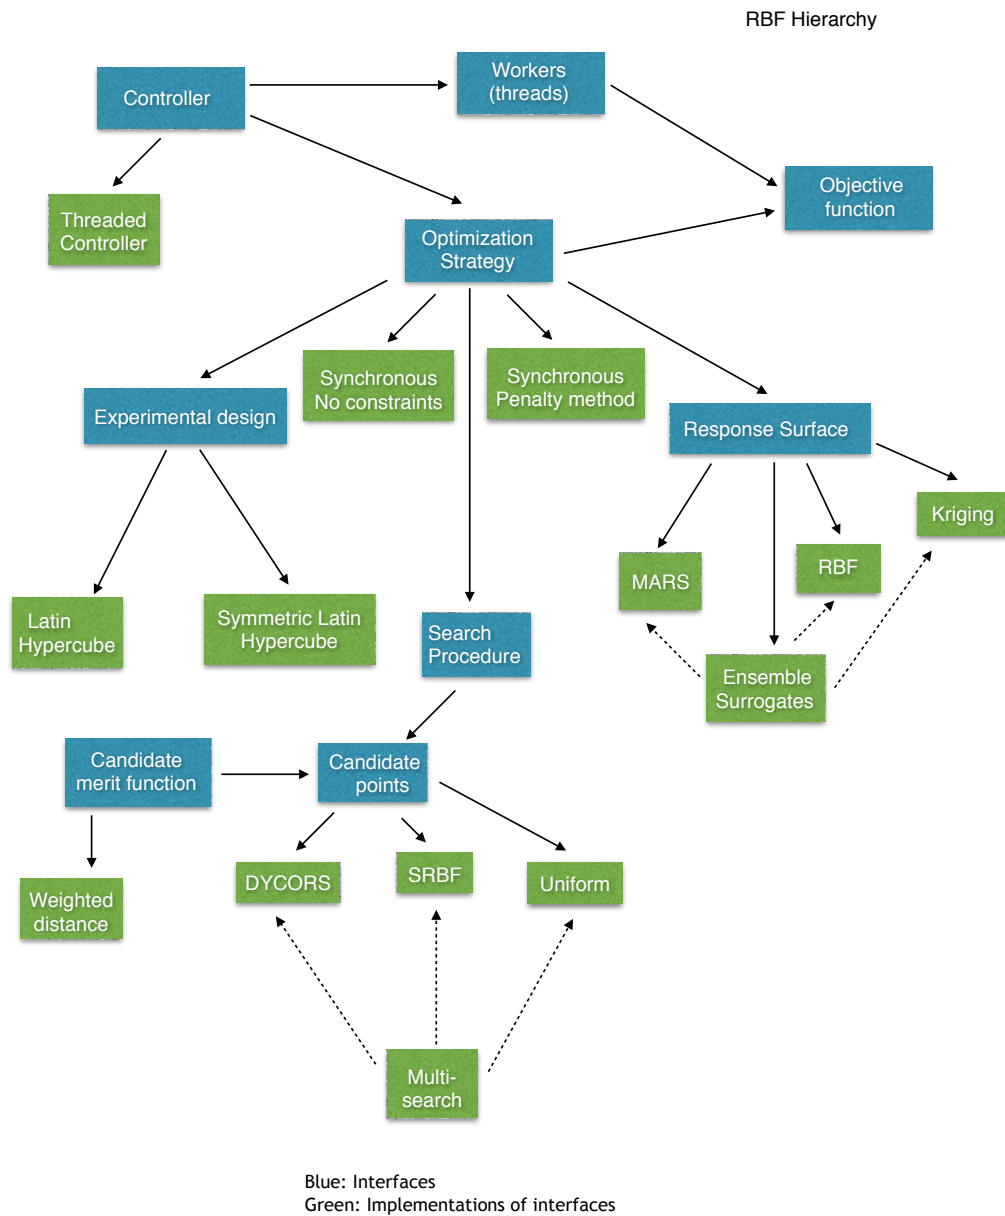 RBF Hierarchy
Controller
Workers
(threads)
Objective
function
Threaded
Controller
Optimization
Strategy
Synchronous
No constraints
Synchronous
Penalty method
Experimental design
Response Surface
Kriging
MARS
RBF
Latin
Hypercube
Symmetric Latin
Hypercube
Search
Procedure
Ensemble
Surrogates
Candidate
merit function
Candidate
points
DYCORS
SRBF
Uniform
Weighted
distance
Multi-
search
Blue: Interfaces
Green: Implementations of interfaces